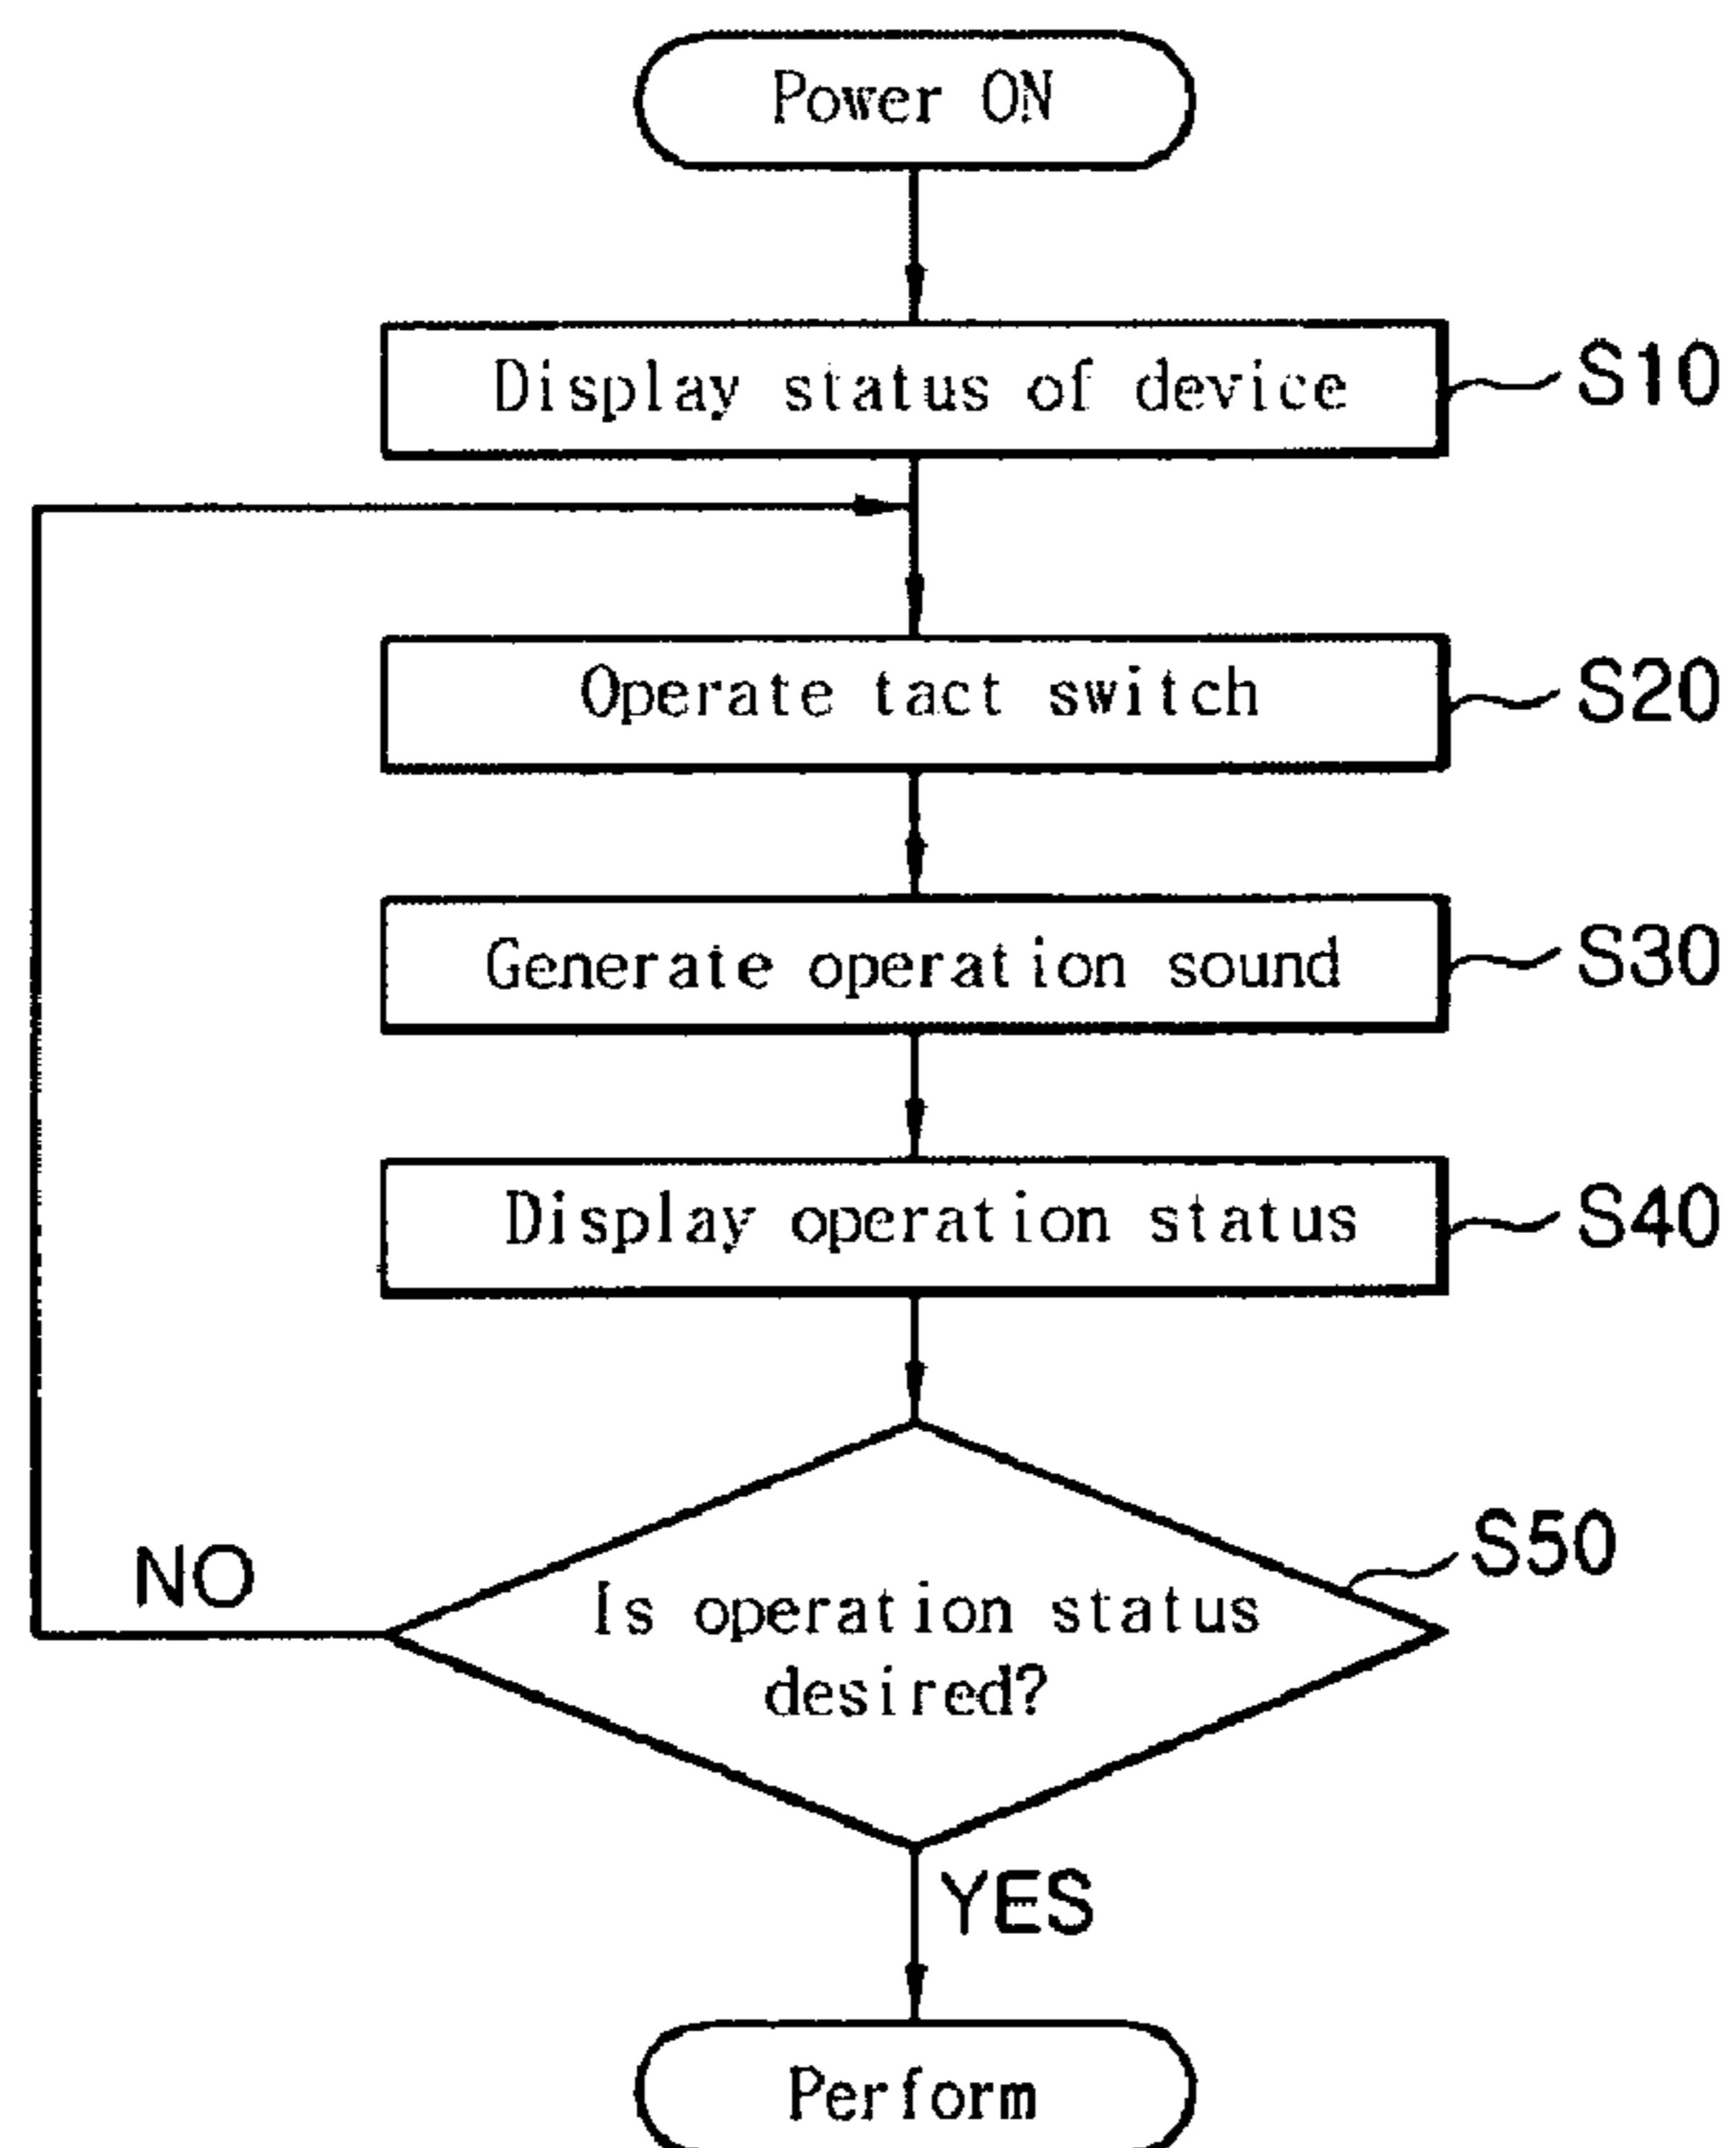 Power ON
Display status of device
S10
Operate tact switch
S20
Generate operation sound
S30
Display operation status
S40
S50
Is operation status
desired?
NO
YES
Perform